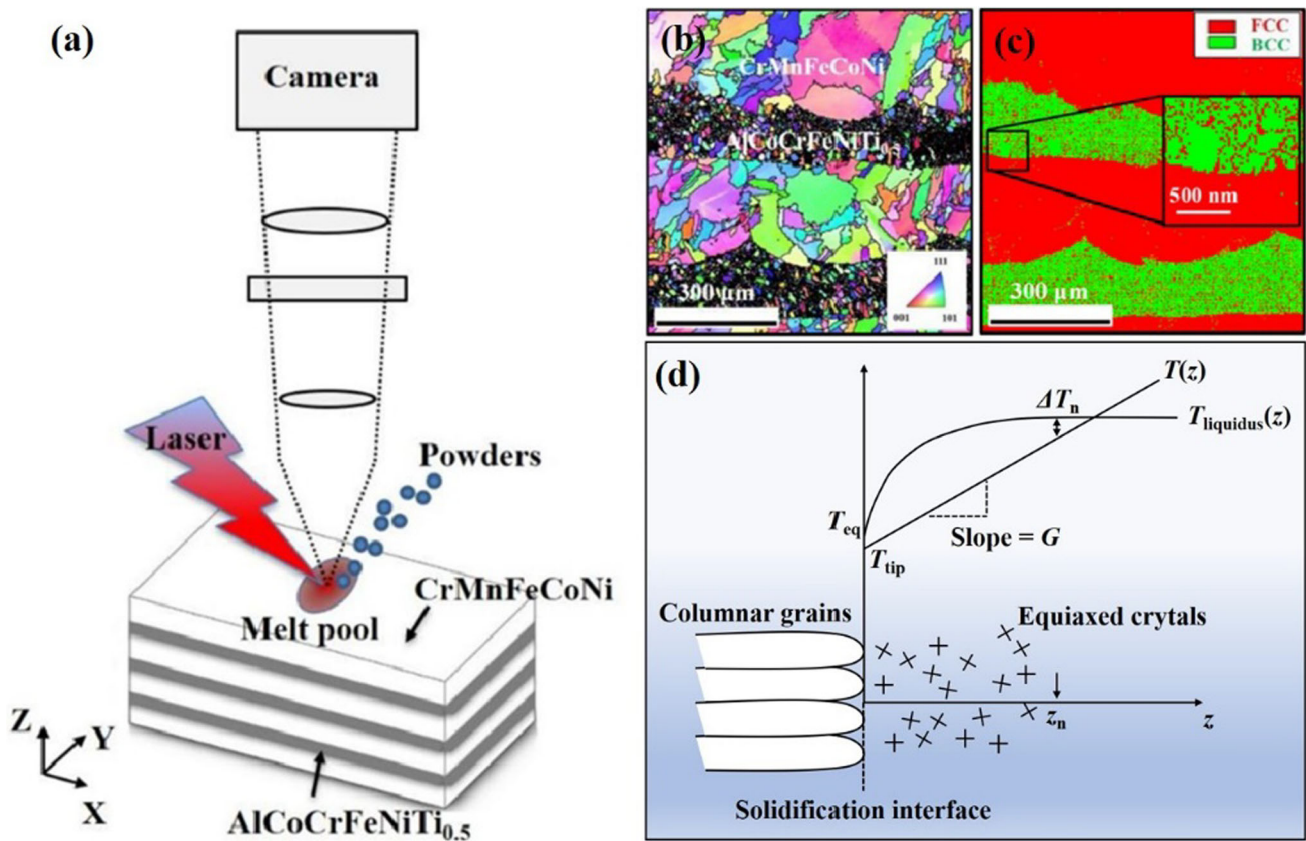 (a)
Camera
Laser
Powders
CrMnFeCoNi
Melt pool
Z
Y
X
AlCoCrFeNiTi0.5
(b)
CrMnFeCoNi
AlCoCrFeNiTi0.5
300 μm
111
001
101
(c)
FCC
BCC
500 nm
300 μm
(d)
T(z)
ΔTn
Tliquidus(z)
Teq
Slope = G
Ttip
Columnar grains
Equiaxed crytals
zn
z
Solidification interface